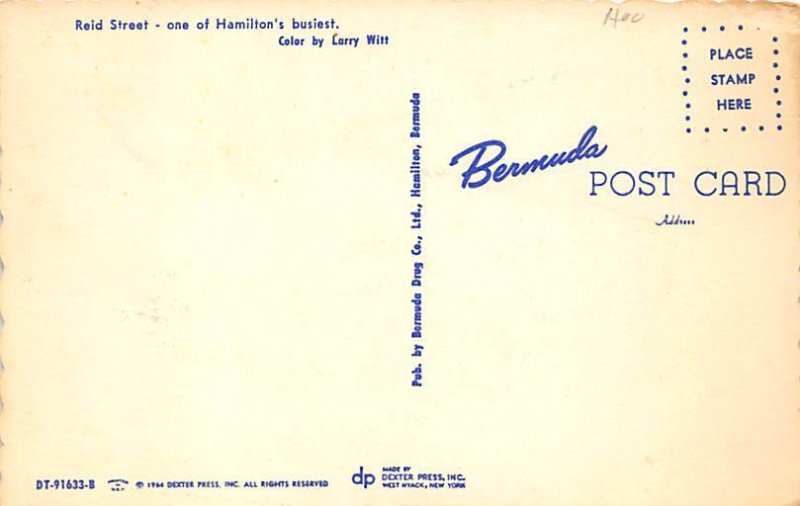 Reid Street - one of Hamilton's busiest.
Color by Larry Witt
Pub. by Bermuda Drug Co., Ltd., Hamilton, Bermuda
PLACE
STAMP
HERE
Bermuda
POST CARD
Address
DT-91633-B
© 1964 DEXTER PRESS, INC. ALL RIGHTS RESERVED
dp
MADE BY
DEXTER PRESS, INC.
WEST NYACK, NEW YORK